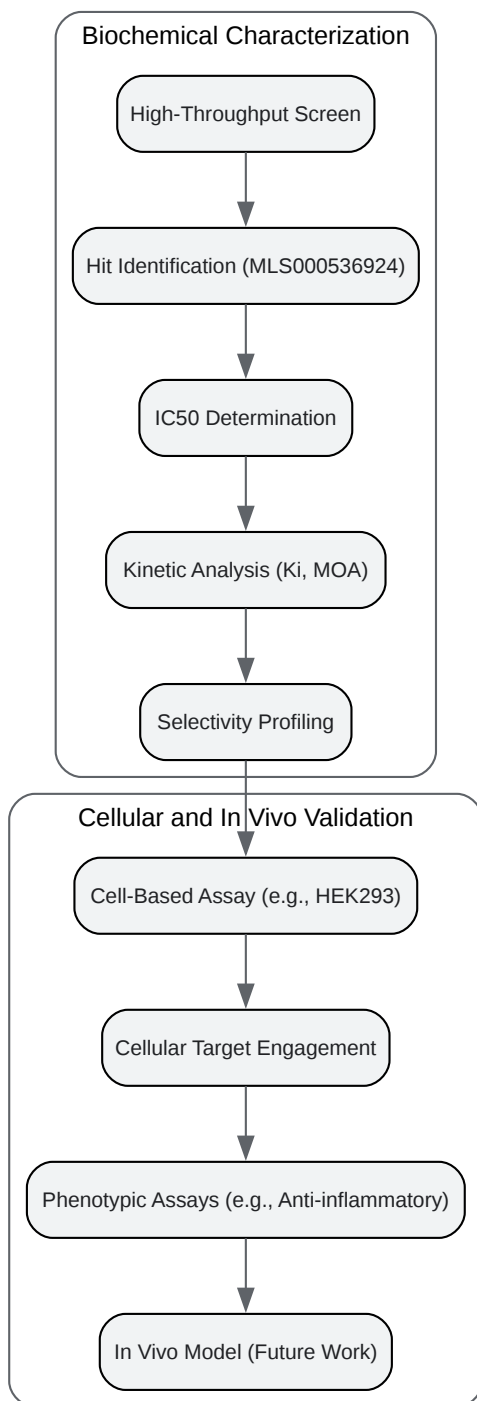 Biochemical Characterization
High-Throughput Screen
Hit Identification (MLS000536924)
IC50 Determination
Kinetic Analysis (Ki, MOA)
Selectivity Profiling
Cellular and In Vivo Validation
Cell-Based Assay (e.g., HEK293)
Cellular Target Engagement
Phenotypic Assays (e.g., Anti-inflammatory)
In Vivo Model (Future Work)